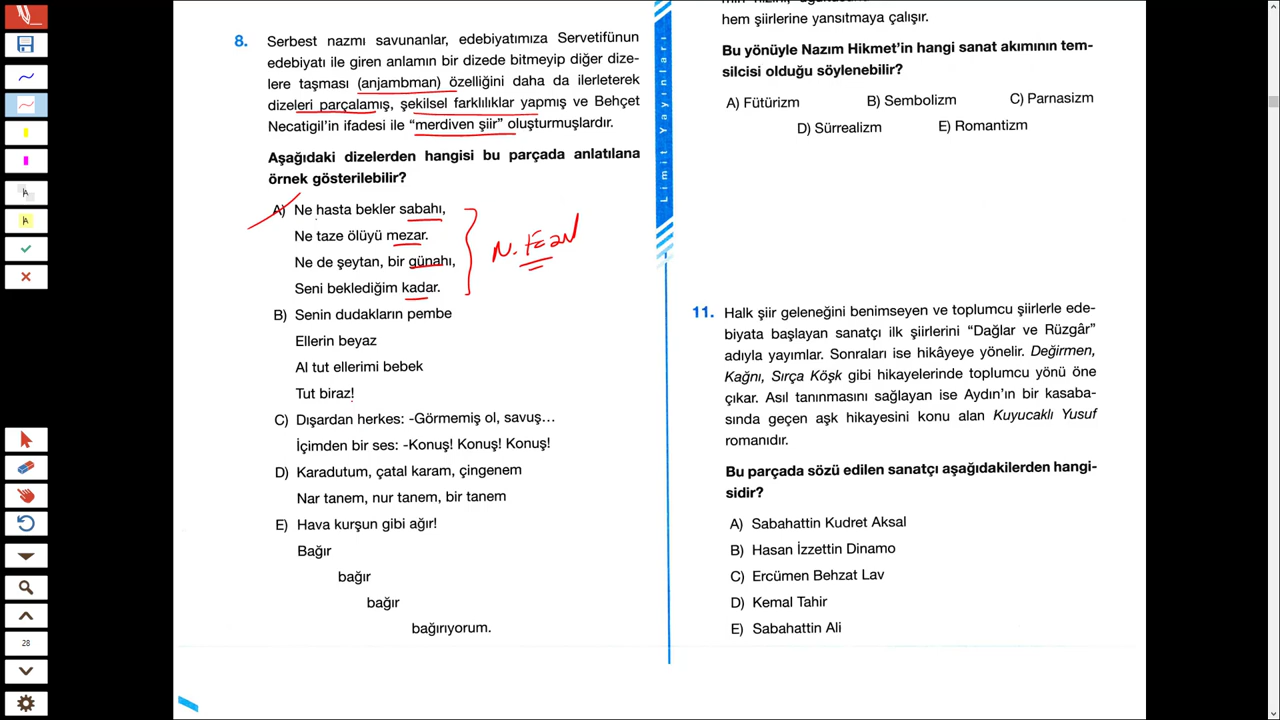 8. Serbest nazmı savunanlar, edebiyatımıza Servetifünun
edebiyatı ile giren anlamın bir dizede bitmeyip diğer dize-
lere taşması (anjambman) özelliğini daha da ilerleterek
dizeleri parçalamış, şekilsel farklılıklar yapmış ve Behçet
Necatigil’in ifadesi ile “merdiven şiir” oluşturmuşlardır.
Aşağıdaki dizelerden hangisi bu parçada anlatılana
örnek gösterilebilir?
A) Ne hasta bekler sabahı,
Ne taze ölüyü mezar.
Ne de şeytan, bir günahı,
Seni beklediğim kadar.
N.
B) Senin dudakların pembe
Ellerin beyaz
Al tut ellerimi bebek
Tut biraz!
C) Dışardan herkes: -Görmemiş ol, savuş…
İçimden bir ses: -Konuş! Konuş! Konuş!
D) Karadutum, çatal karam, çingenem
Nar tanem, nur tanem, bir tanem
E) Hava kurşun gibi ağır!
Bağır
bağır
bağır
bağırıyorum.
Limit Yayınları
hem şiirlerine yansıtmaya çalışır.
Bu yönüyle Nazım Hikmet’in hangi sanat akımının tem-
silcisi olduğu söylenebilir?
A) Fütürizm B) Sembolizm C) Parnasizm
D) Sürrealizm E) Romantizm
11. Halk şiir geleneğini benimseyen ve toplumcu şiirlerle ede-
biyata başlayan sanatçı ilk şiirlerini “Dağlar ve Rüzgâr”
adıyla yayımlar. Sonraları ise hikâyeye yönelir. Değirmen,
Kağnı, Sırça Köşk gibi hikayelerinde toplumcu yönü öne
çıkar. Asıl tanınmasını sağlayan ise Aydın’ın bir kasaba-
sında geçen aşk hikayesini konu alan Kuyucaklı Yusuf
romanıdır.
Bu parçada sözü edilen sanatçı aşağıdakilerden hangi-
sidir?
A) Sabahattin Kudret Aksal
B) Hasan İzzettin Dinamo
C) Ercümen Behzat Lav
D) Kemal Tahir
E) Sabahattin Ali
28